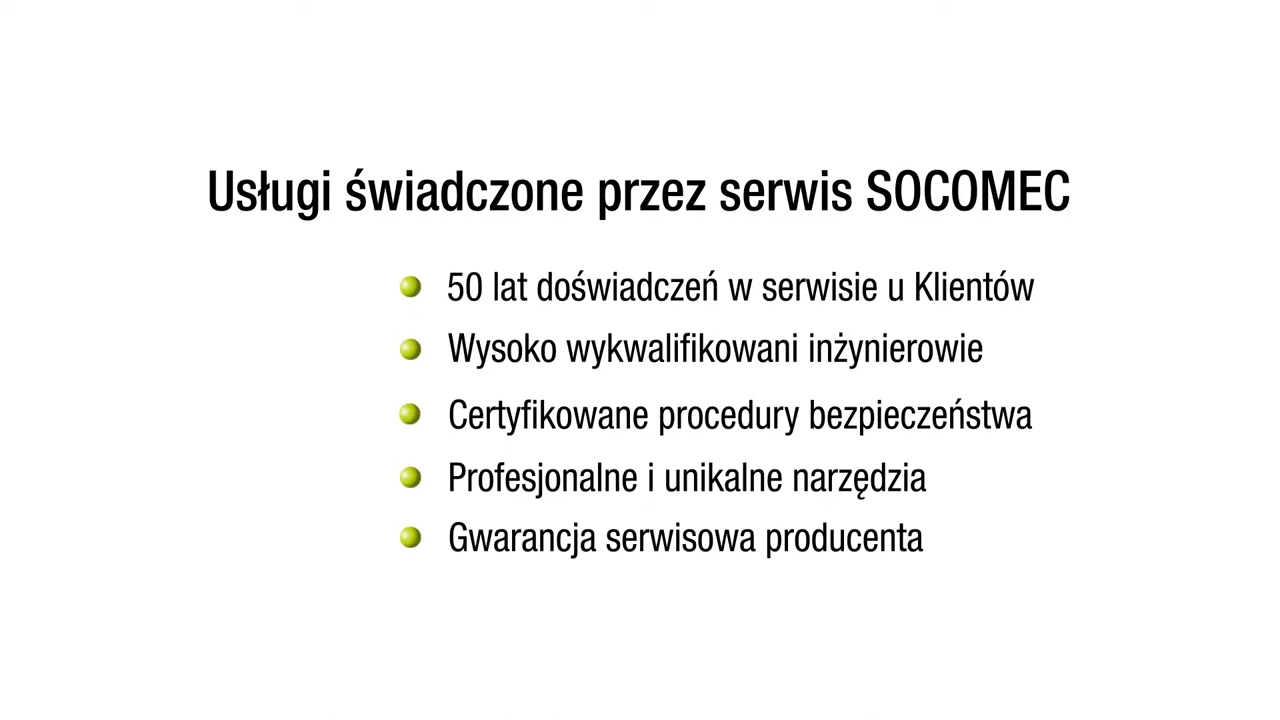 Usługi świadczone przez serwis SOCOMEC
50 lat doświadczeń w serwisie u Klientów
Wysoko wykwalifikowani inżynierowie
Certyfikowane procedury bezpieczeństwa
Profesjonalne i unikalne narzędzia
Gwarancja serwisowa producenta